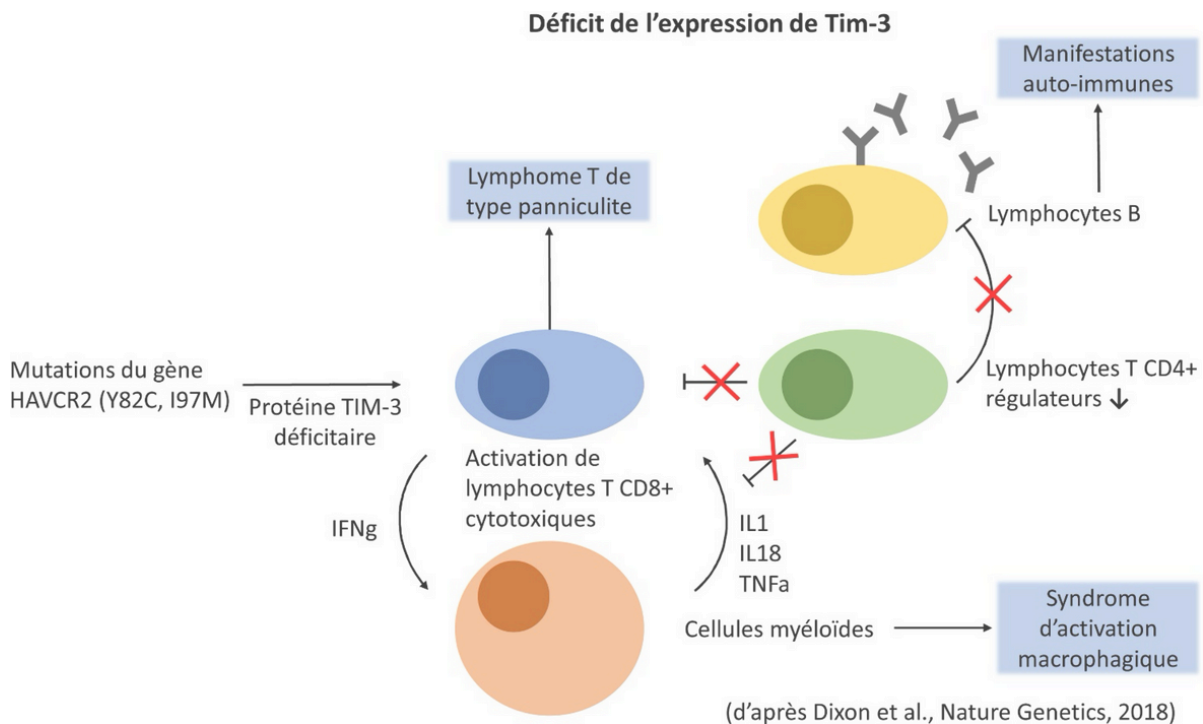 Déficit de l’expression de Tim-3
Manifestations
auto-immunes
Lymphome T de
type panniculite
Lymphocytes B
Mutations du gène
HAVCR2 (Y82C, I97M)
Protéine TIM-3
déficitaire
Lymphocytes T CD4+
régulateurs ↓
Activation de
lymphocytes T CD8+
cytotoxiques
IFNg
IL1
IL18
TNFa
Cellules myéloïdes
Syndrome
d’activation
macrophagique
(d’après Dixon et al., Nature Genetics, 2018)